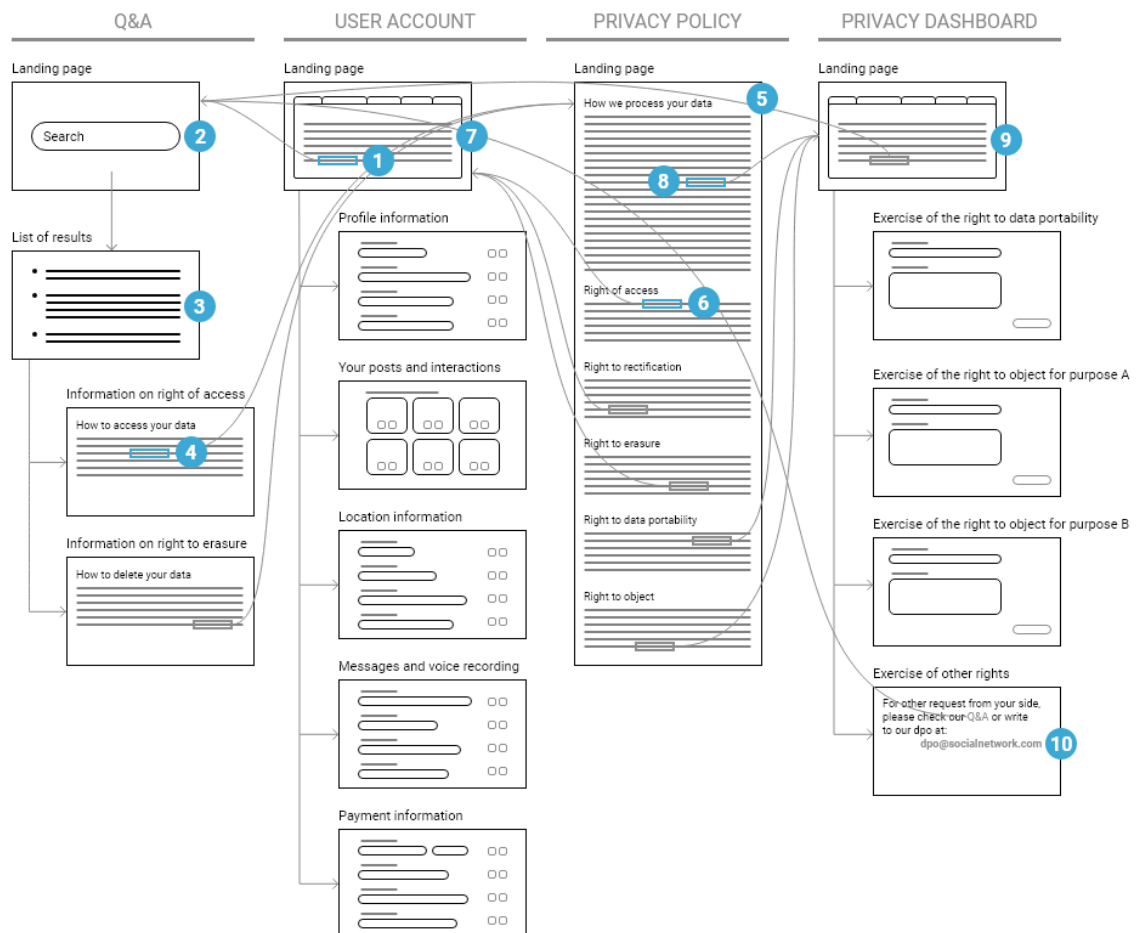 Q&A
USER ACCOUNT
PRIVACY POLICY
PRIVACY DASHBOARD
Landing page
Search
2
List of results
3
Information on right of access
How to access your data
4
Information on right to erasure
How to delete your data
Landing page
7
1
Profile information
Your posts and interactions
Location information
Messages and voice recording
Payment information
Landing page
How we process your data
5
8
Right of access
6
Right to rectification
Right to erasure
Right to data portability
Right to object
Landing page
9
Exercise of the right to data portability
Exercise of the right to object for purpose A
Exercise of the right to object for purpose B
Exercise of other rights
For other request from your side,
please check our Q&A or write
to our dpo at:
dpo@socialnetwork.com
10